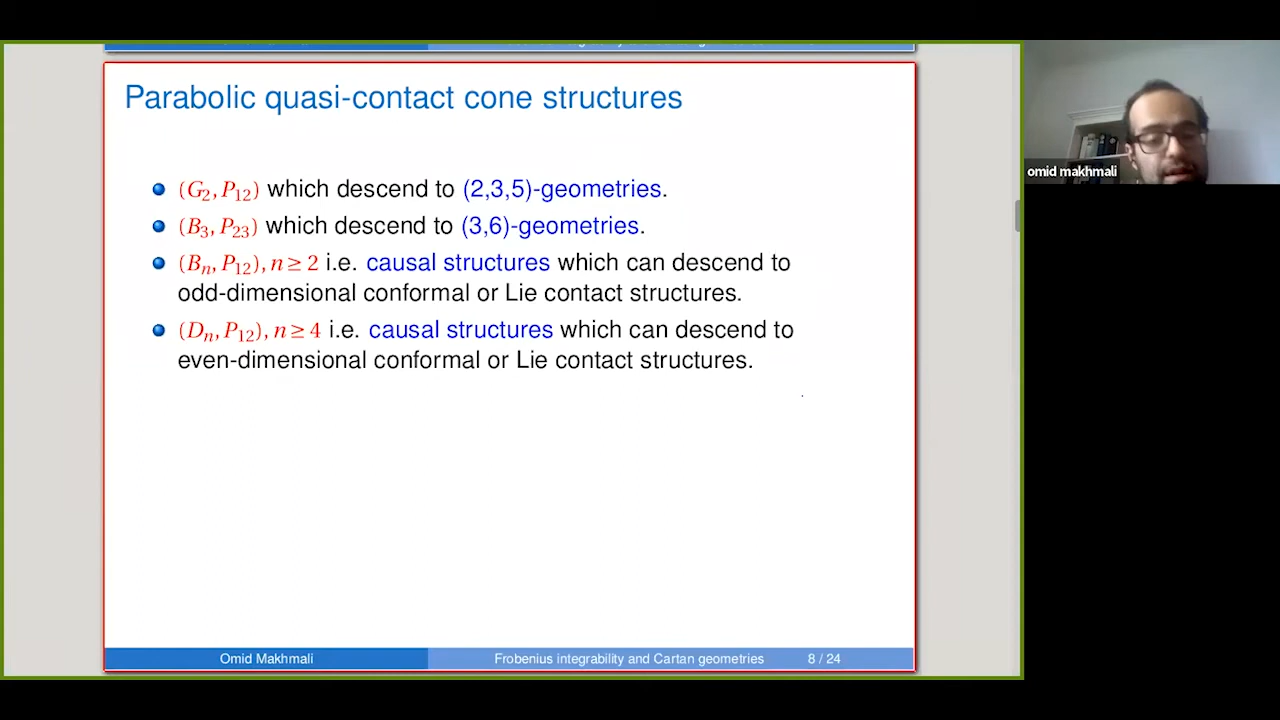 Parabolic quasi-contact cone structures
(G₂, P₁₂) which descend to (2,3,5)-geometries.
(B₃, P₂₃) which descend to (3,6)-geometries.
(Bₙ, P₁₂), n ≥ 2 i.e. causal structures which can descend to
odd-dimensional conformal or Lie contact structures.
(Dₙ, P₁₂), n ≥ 4 i.e. causal structures which can descend to
even-dimensional conformal or Lie contact structures.
Omid Makhmali
Frobenius integrability and Cartan geometries
8 / 24
omid makhmali